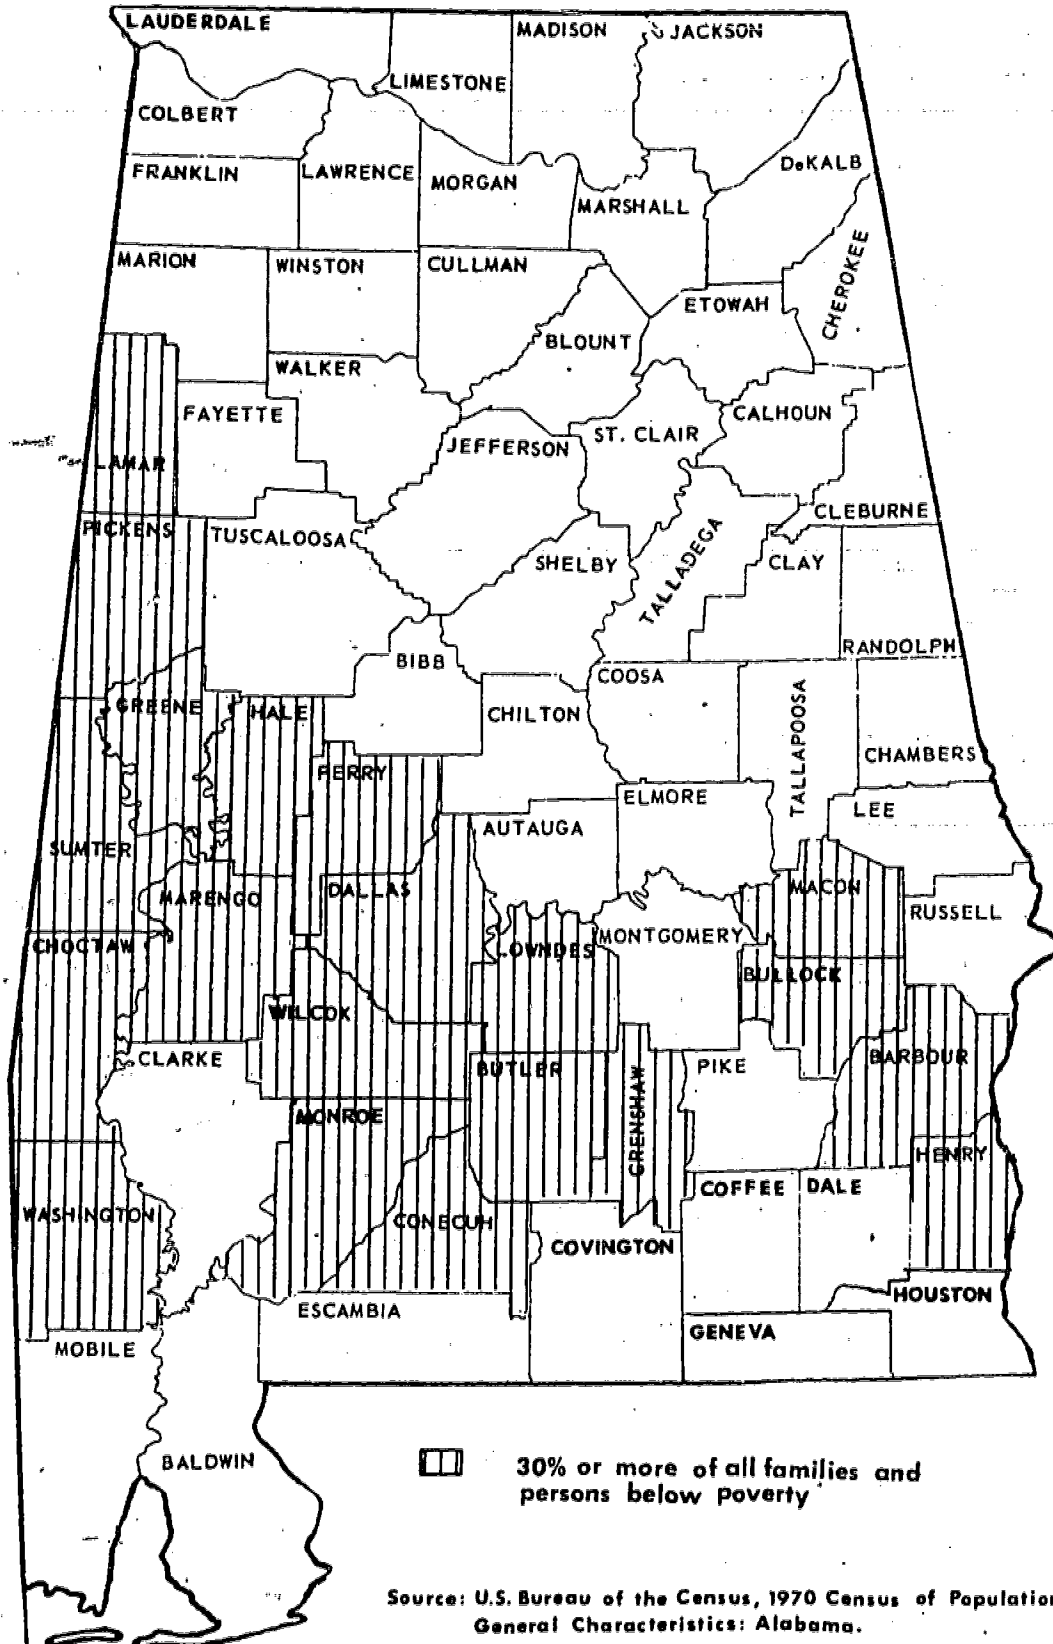 LAUDERDALE
MADISON
JACKSON
LIMESTONE
COLBERT
FRANKLIN
LAWRENCE
MORGAN
DeKALB
MARSHALL
MARION
WINSTON
CULLMAN
CHEROKEE
ETOWAH
BLOUNT
WALKER
FAYETTE
CALHOUN
ST. CLAIR
JEFFERSON
LAMAR
PICKENS
TUSCALOOSA
CLEBURNE
SHELBY
TALLADEGA
CLAY
RANDOLPH
BIBB
COOSA
GREENE
HALE
CHILTON
TALLAPOOSA
CHAMBERS
PERRY
ELMORE
LEE
AUTAUGA
SUMTER
MARENGO
DALLAS
MACON
RUSSELL
CHOCTAW
LOWNDES
MONTGOMERY
BULLOCK
WILCOX
CLARKE
BUTLER
CRENSHAW
PIKE
BARBOUR
MONROE
HENRY
WASHINGTON
CONECUH
COFFEE
DALE
COVINGTON
ESCAMBIA
HOUSTON
GENEVA
MOBILE
BALDWIN
30% or more of all families and
persons below poverty
Source: U.S. Bureau of the Census, 1970 Census of Population
General Characteristics: Alabama.